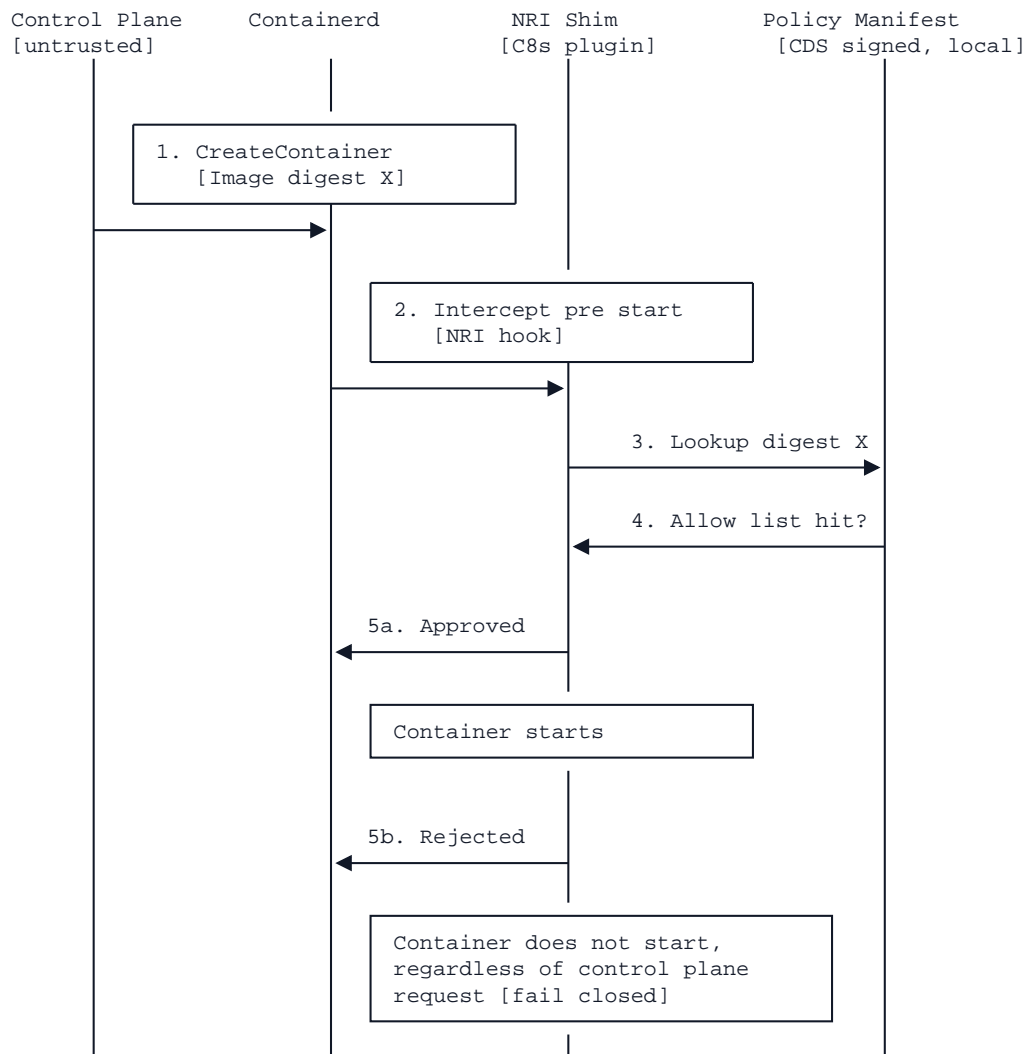 Control Plane
[untrusted]
Containerd
NRI Shim
[C8s plugin]
Policy Manifest
[CDS signed, local]
1. CreateContainer
[Image digest X]
2. Intercept pre start
[NRI hook]
3. Lookup digest X
4. Allow list hit?
5a. Approved
Container starts
5b. Rejected
Container does not start,
regardless of control plane
request [fail closed]